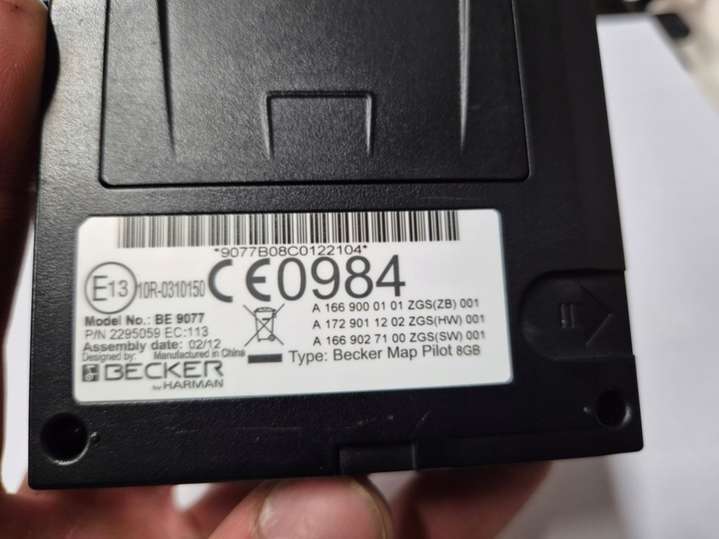 *9077B08C0122104*
E13
10R-0310150
CE0984
Model No.: BE 9077
P/N 2295059 EC:113
Assembly date: 02/12
Designed by: Manufactured in China
BECKER
by HARMAN
A 166 900 01 01 ZGS(ZB) 001
A 172 901 12 02 ZGS(HW) 001
A 166 902 71 00 ZGS(SW) 001
Type: Becker Map Pilot 8GB